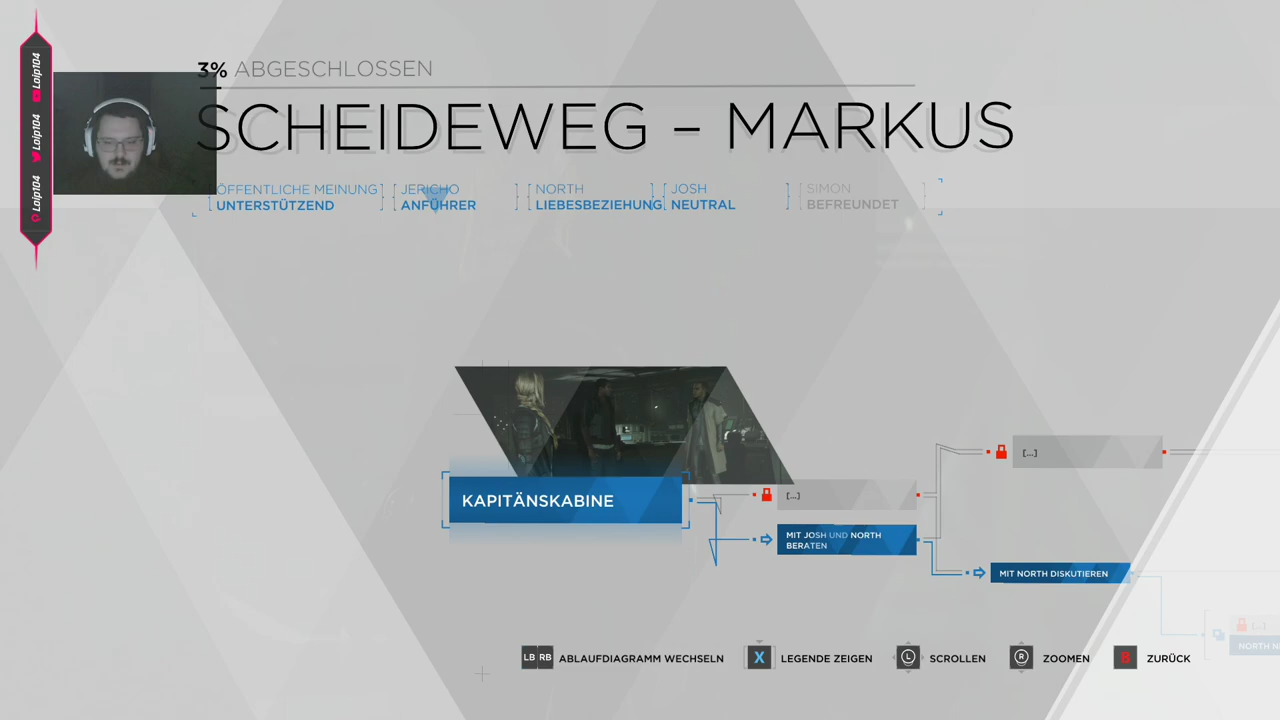 3% ABGESCHLOSSEN
SCHEIDEWEG – MARKUS
ÖFFENTLICHE MEINUNG
UNTERSTÜTZEND
JERICHO
ANFÜHRER
NORTH
LIEBESBEZIEHUNG
JOSH
NEUTRAL
SIMON
BEFREUNDET
Loip104
Loip104
Loip104
[...]
KAPITÄNSKABINE
[...]
MIT JOSH UND NORTH
BERATEN
MIT NORTH DISKUTIEREN
[...]
LB RB ABLAUFDIAGRAMM WECHSELN
X LEGENDE ZEIGEN
L SCROLLEN
R ZOOMEN
B ZURÜCK